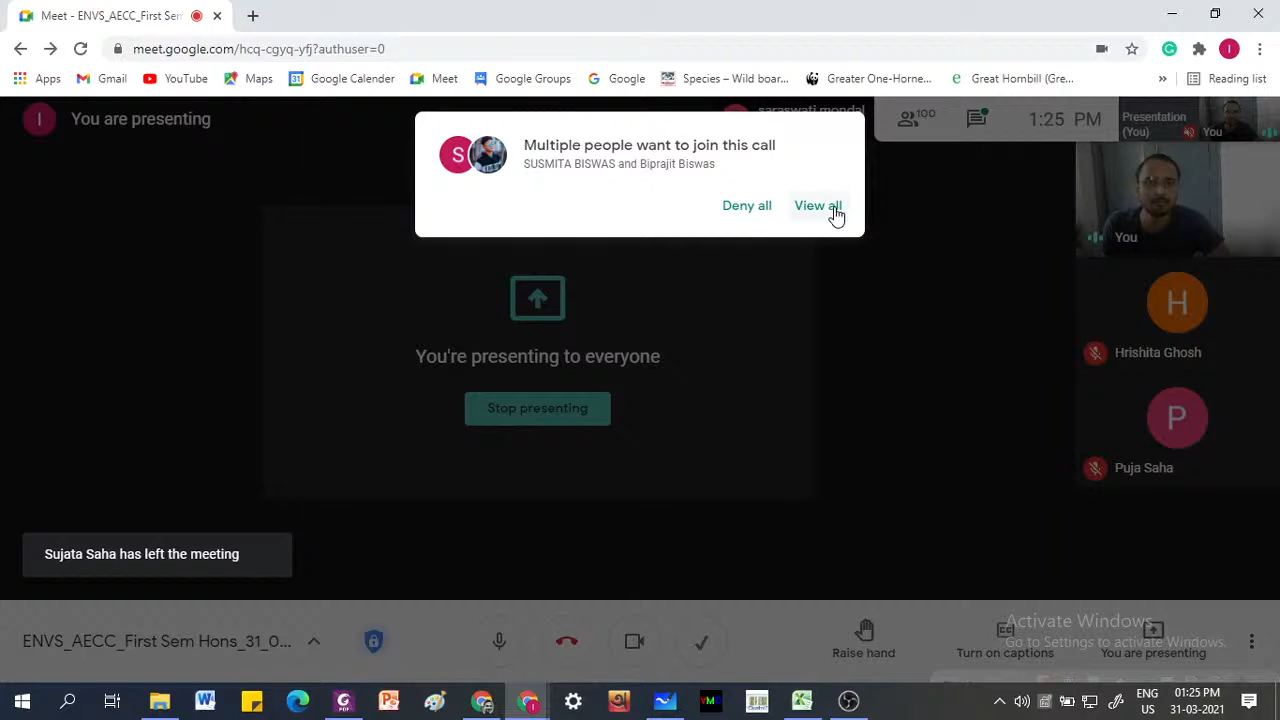 Meet - ENVS_AECC_First Sem
meet.google.com/hcq-cgyq-yfj?authuser=0
Apps
Gmail
YouTube
Maps
Google Calendar
Meet
Google Groups
Google
Species – Wild boar...
Greater One-Horne...
Great Hornbill (Gre...
»
Reading list
I
You are presenting
saraswati mondal
100
1:25 PM
Presentation
(You)
You
Multiple people want to join this call
S
SUSMITA BISWAS and Biprajit Biswas
Deny all
View all
You
H
Hrishita Ghosh
You're presenting to everyone
Stop presenting
P
Puja Saha
Sujata Saha has left the meeting
ENVS_AECC_First Sem Hons_31_0...
Raise hand
Turn on captions
You are presenting
Activate Windows
Go to Settings to activate Windows.
ENG
IN
01:25 PM
31-03-2021